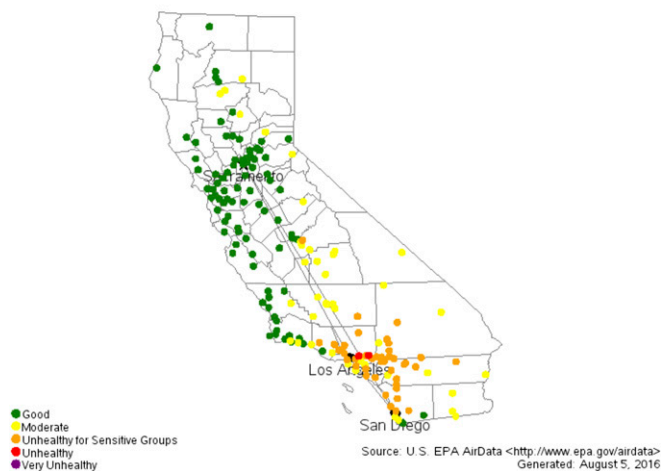 Sacramento
Los Angeles
San Diego
Good
Moderate
Unhealthy for Sensitive Groups
Unhealthy
Very Unhealthy
Source: U.S. EPA AirData <http://www.epa.gov/airdata>
Generated: August 5, 2016